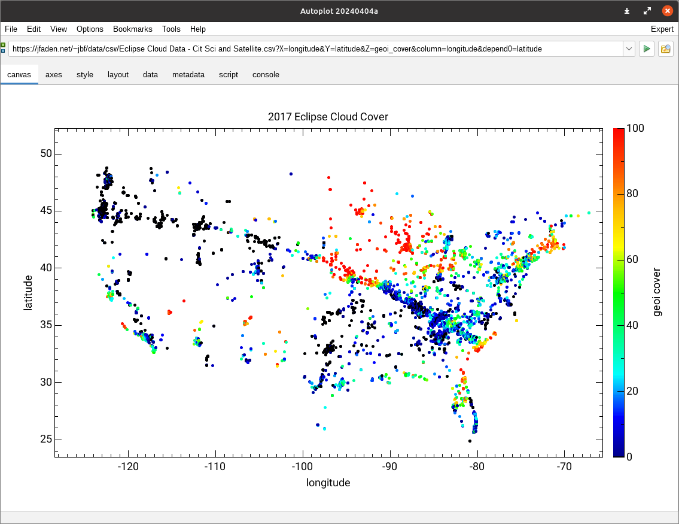 Autoplot 20240404a
File Edit View Options Bookmarks Tools Help Expert
https://jfaden.net/~jbf/data/csv/Eclipse Cloud Data - Cit Sci and Satellite.csv?X=longitude&Y=latitude&Z=geoi_cover&column=longitude&depend0=latitude
canvas axes style layout data metadata script console
2017 Eclipse Cloud Cover
50
45
40
35
30
25
latitude
-120 -110 -100 -90 -80 -70
longitude
100
80
60
40
20
0
geoi cover